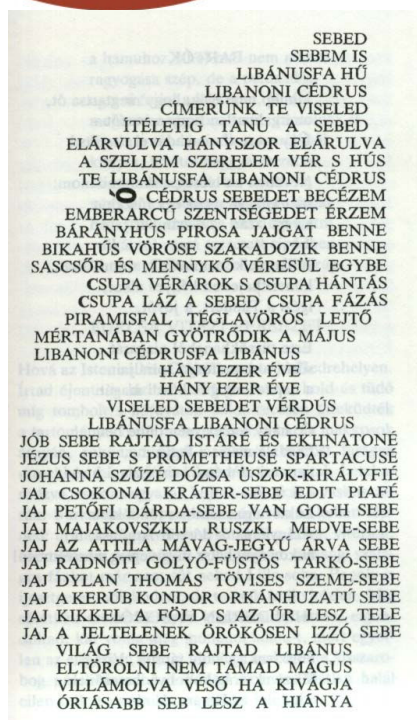 SEBED
SEBEM IS
LIBÁNUSFA HŰ
LIBANONI CÉDRUS
CÍMERÜNK TE VISELED
ÍTÉLETIG TANÚ A SEBED
ELÁRVULVA HÁNYSZOR ELÁRULVA
A SZELLEM SZERELEM VÉR S HÚS
TE LIBÁNUSFA LIBANONI CÉDRUS
Ó CÉDRUS SEBEDET BECÉZEM
EMBERARCÚ SZENTSÉGEDET ÉRZEM
BÁRÁNYHÚS PIROSA JAJGAT BENNE
BIKAHÚS VÖRÖSE SZAKADOZIK BENNE
SASCSŐR ÉS MENNYKŐ VÉRESÜL EGYBE
CSUPA VÉRÁROK S CSUPA HÁNTÁS
CSUPA LÁZ A SEBED CSUPA FÁZÁS
PIRAMISFAL TÉGLAVÖRÖS LEJTŐ
MÉRTANÁBAN GYÖTRŐDIK A MÁJUS
LIBANONI CÉDRUSFA LIBÁNUS
HÁNY EZER ÉVE
HÁNY EZER ÉVE
VISELED SEBEDET VÉRDÚS
LIBÁNUSFA LIBANONI CÉDRUS
JÓB SEBE RAJTAD ISTÁRÉ ÉS EKHNATONÉ
JÉZUS SEBE S PROMETHEUSÉ SPARTACUSÉ
JOHANNA SZŰZÉ DÓZSA ÜSZÖK-KIRÁLYFIÉ
JAJ CSOKONAI KRÁTER-SEBE EDIT PIAFÉ
JAJ PETŐFI DÁRDA-SEBE VAN GOGH SEBE
JAJ MAJAKOVSZKIJ RUSZKI MEDVE-SEBE
JAJ AZ ATTILA MÁVAG-JEGYŰ ÁRVA SEBE
JAJ RADNÓTI GOLYÓ-FÜSTÖS TARKÓ-SEBE
JAJ DYLAN THOMAS TÖVISES SZEME-SEBE
JAJ A KERÚB KONDOR ORKÁNHUZATÚ SEBE
JAJ KIKKEL A FÖLD S AZ ŰR LESZ TELE
JAJ A JELTELENEK ÖRÖKÖSEN IZZÓ SEBE
VILÁG SEBE RAJTAD LIBÁNUS
ELTÖRÖLNI NEM TÁMAD MÁGUS
VILLÁMOLVA VÉSŐ HA KIVÁGJA
ÓRIÁSABB SEB LESZ A HIÁNYA